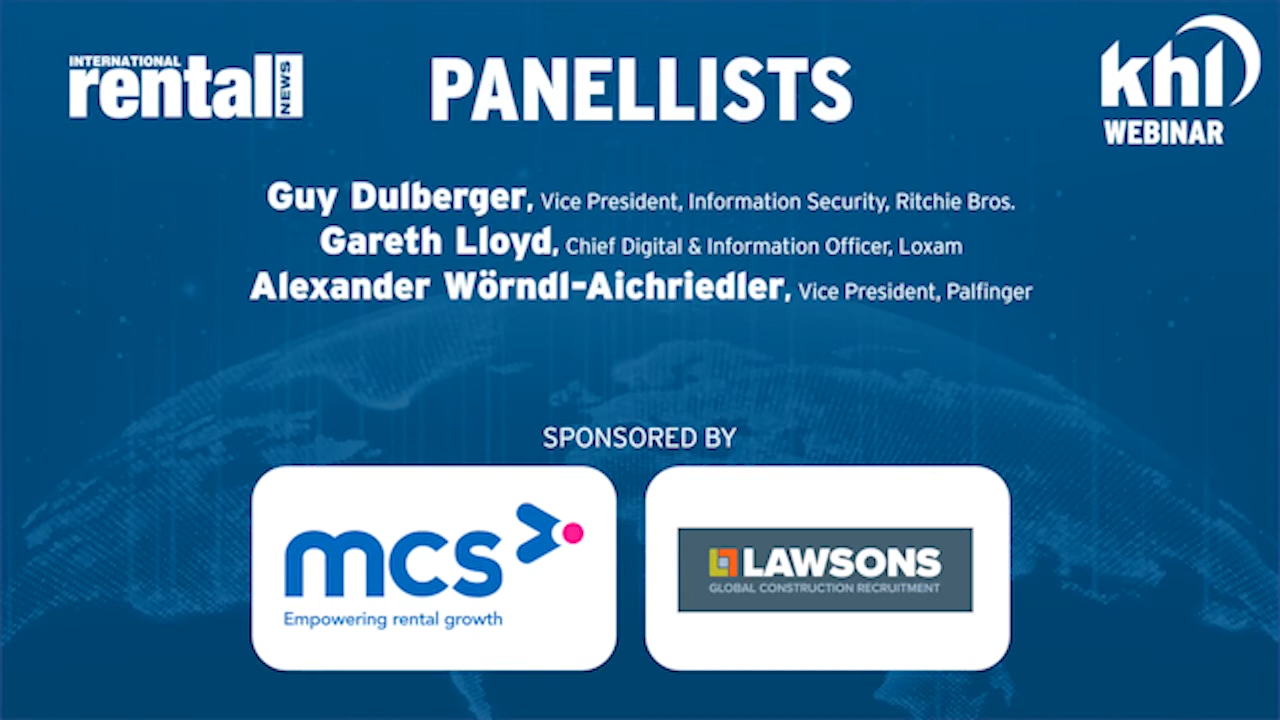 INTERNATIONAL
rental NEWS
PANELLISTS
khl
WEBINAR
Guy Dulberger, Vice President, Information Security, Ritchie Bros.
Gareth Lloyd, Chief Digital & Information Officer, Loxam
Alexander Wörndl-Aichriedler, Vice President, Palfinger
SPONSORED BY
mcs
Empowering rental growth
LAWSONS
GLOBAL CONSTRUCTION RECRUITMENT